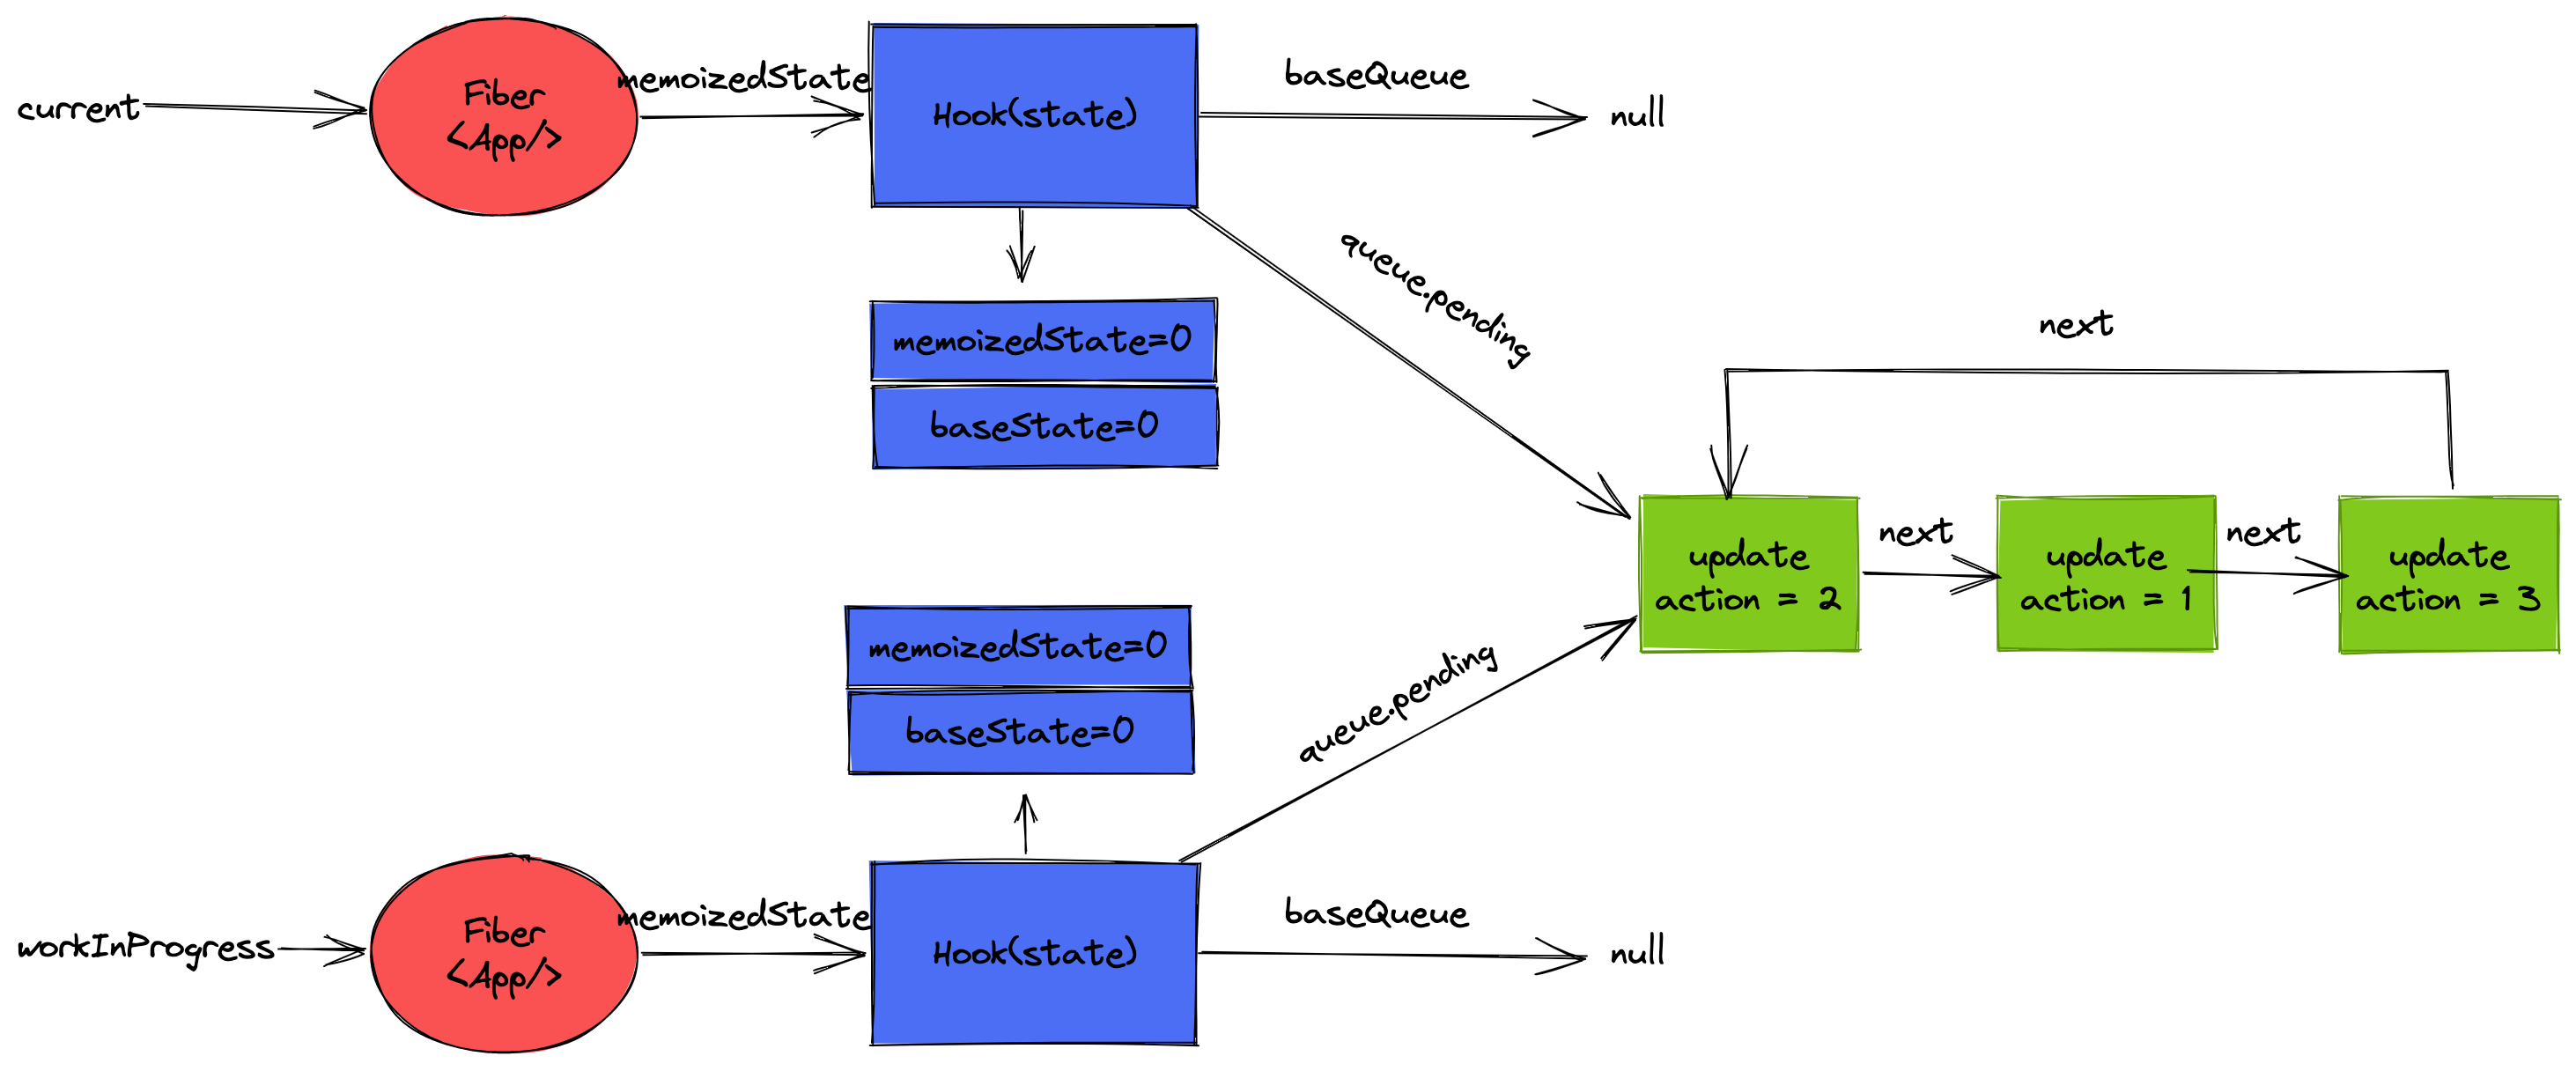 current
Fiber
<App/>
memoizedState
Hook(state)
baseQueue
null
queue.pending
memoizedState=0
baseState=0
next
update
action = 2
next
update
action = 1
next
update
action = 3
memoizedState=0
baseState=0
queue.pending
workInProgress
Fiber
<App/>
memoizedState
Hook(state)
baseQueue
null